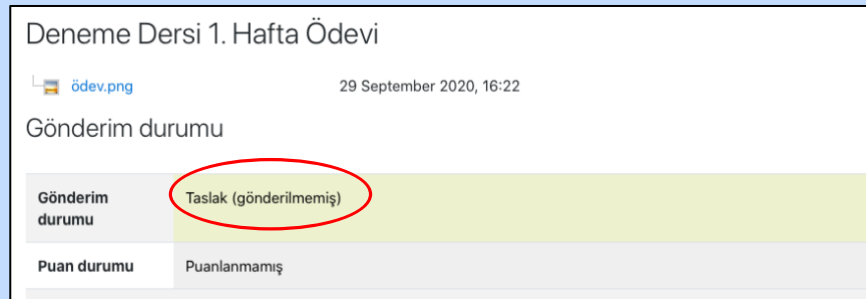 Deneme Dersi 1. Hafta Ödevi
ödev.png 29 September 2020, 16:22
Gönderim durumu
Gönderim durumu Taslak (gönderilmemiş)
Puan durumu Puanlanmamış